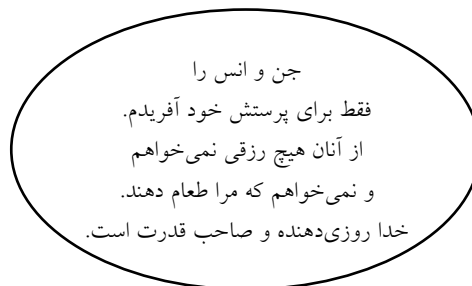 جن و انس را
فقط برای پرستش خود آفریدم.
از آنان هیچ رزقی نمی‌خواهم
و نمی‌خواهم که مرا طعام دهند.
خدا روزی‌دهنده و صاحب قدرت است.